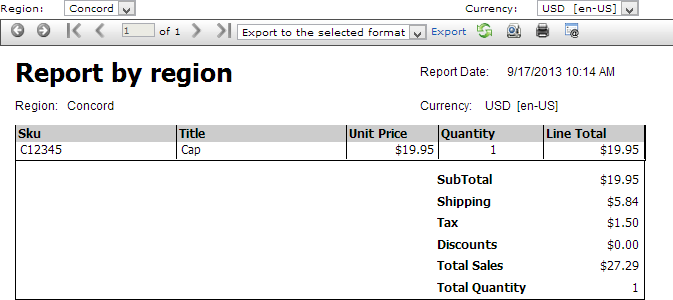 Region: Concord Currency: USD [en-US]
1 of 1 Export to the selected format Export
Report by region
Report Date: 9/17/2013 10:14 AM
Region: Concord Currency: USD [en-US]
Sku Title Unit Price Quantity Line Total
C12345 Cap $19.95 1 $19.95
SubTotal $19.95
Shipping $5.84
Tax $1.50
Discounts $0.00
Total Sales $27.29
Total Quantity 1